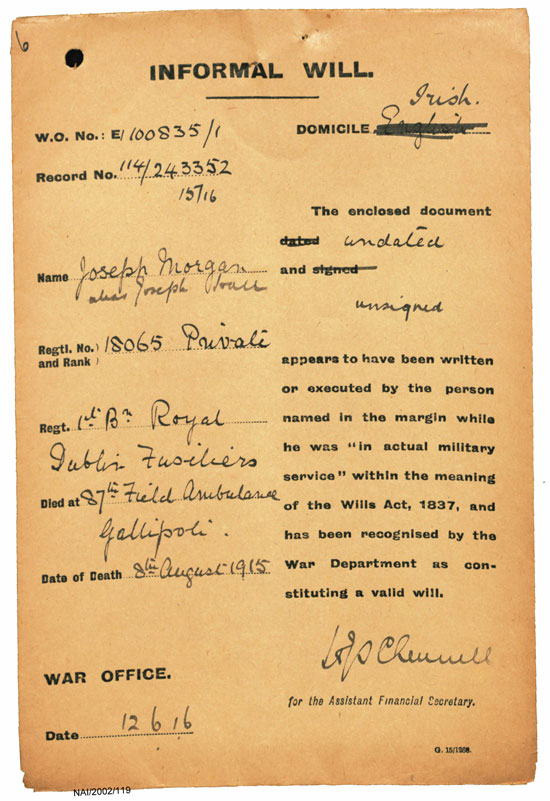 6
INFORMAL WILL.
W.O. No.: E/100835/1
Record No. 114/243352
15/16
Name Joseph Morgan
alias Joseph
Regtl. No. and Rank } 18065 Private
Regt. 1st Bn Royal
Dublin Fusiliers
Died at 87th Field Ambulance
Gallipoli.
Date of Death 8th August 1915
WAR OFFICE.
Date 12 6 16
Irish.
DOMICILE English
The enclosed document
dated undated
and signed
unsigned
appears to have been written
or executed by the person
named in the margin while
he was "in actual military
service" within the meaning
of the Wills Act, 1837, and
has been recognised by the
War Department as con-
stituting a valid will.
for the Assistant Financial Secretary.
G. 15/1268.
NAI/2002/119